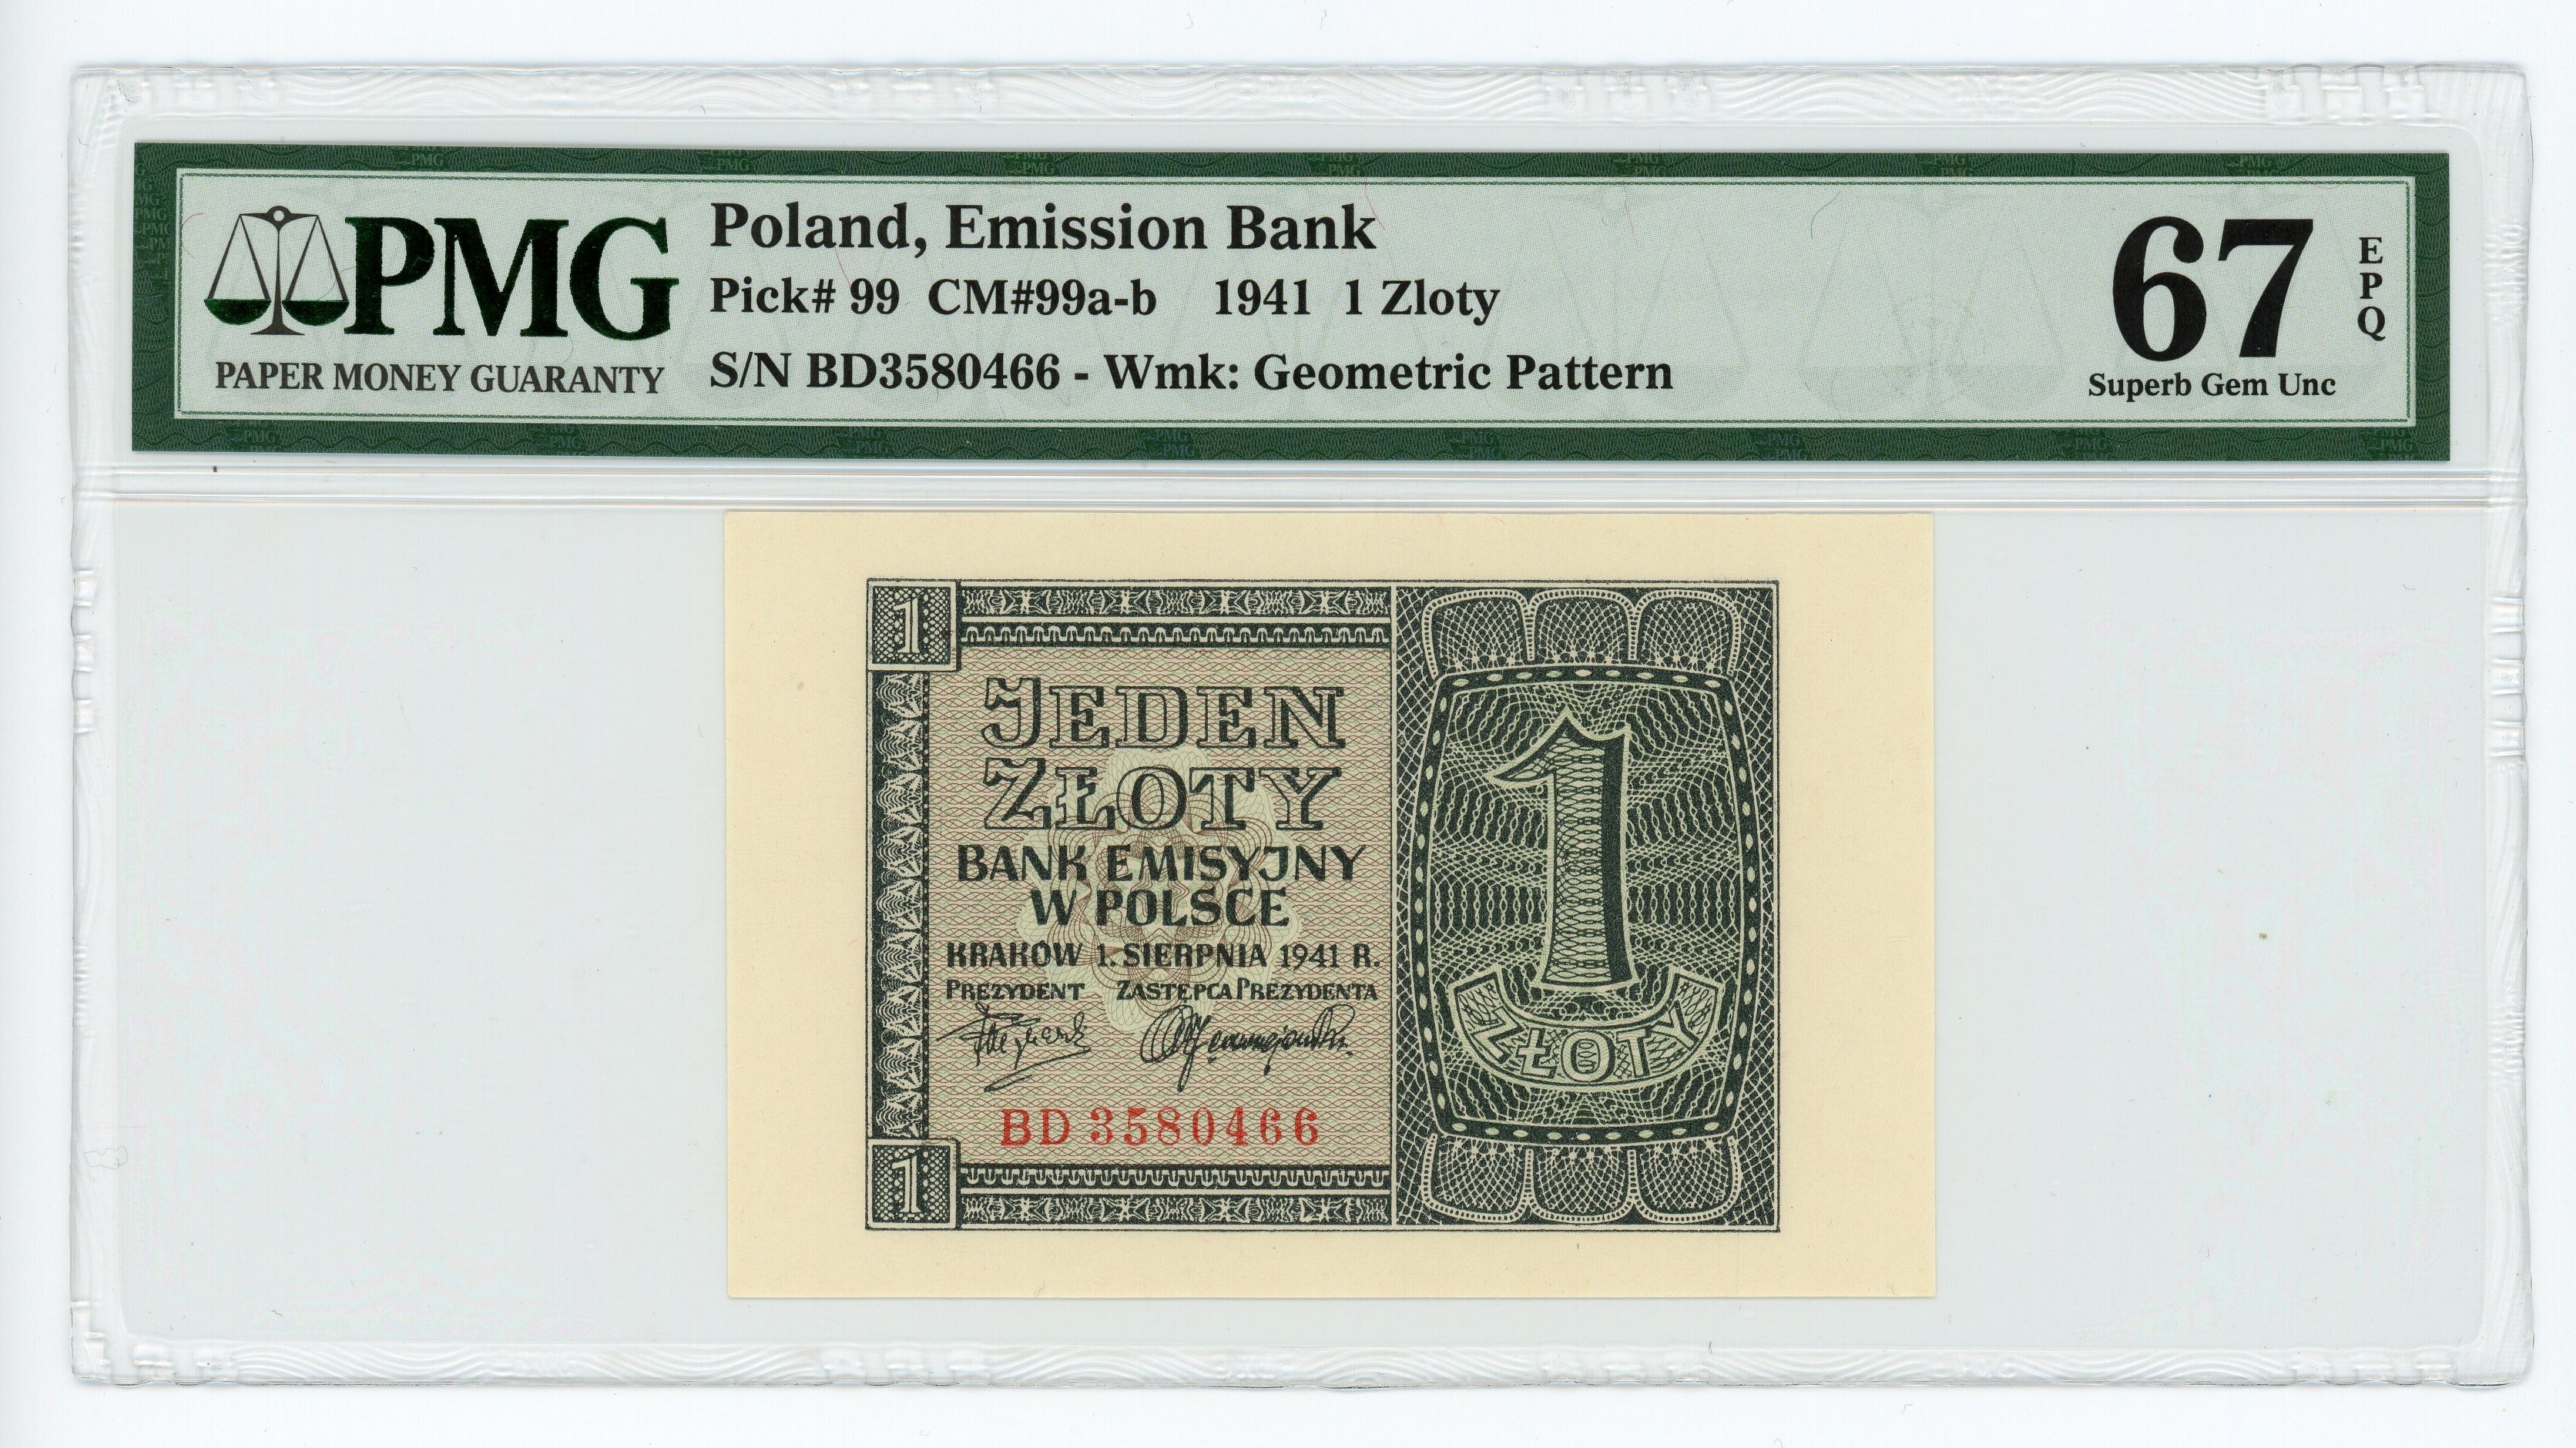 PMG
PAPER MONEY GUARANTY
Poland, Emission Bank
Pick# 99 CM#99a-b 1941 1 Zloty
S/N BD3580466 - Wmk: Geometric Pattern
67
EPQ
Superb Gem Unc
1
JEDEN
ZŁOTY
BANK EMISYJNY
W POLSCE
KRAKÓW 1. SIERPNIA 1941 R.
PREZYDENT ZASTĘPCA PREZYDENTA
BD 3580466
1
1
ZŁOTY